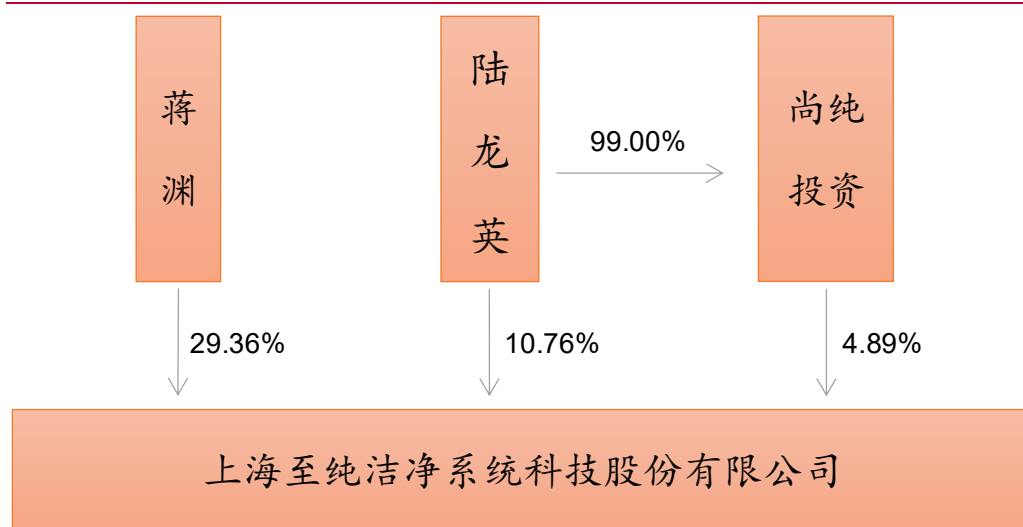 蒋
渊
陆
龙
英
99.00%
尚纯
投资
29.36%
10.76%
4.89%
上海至纯洁净系统科技股份有限公司